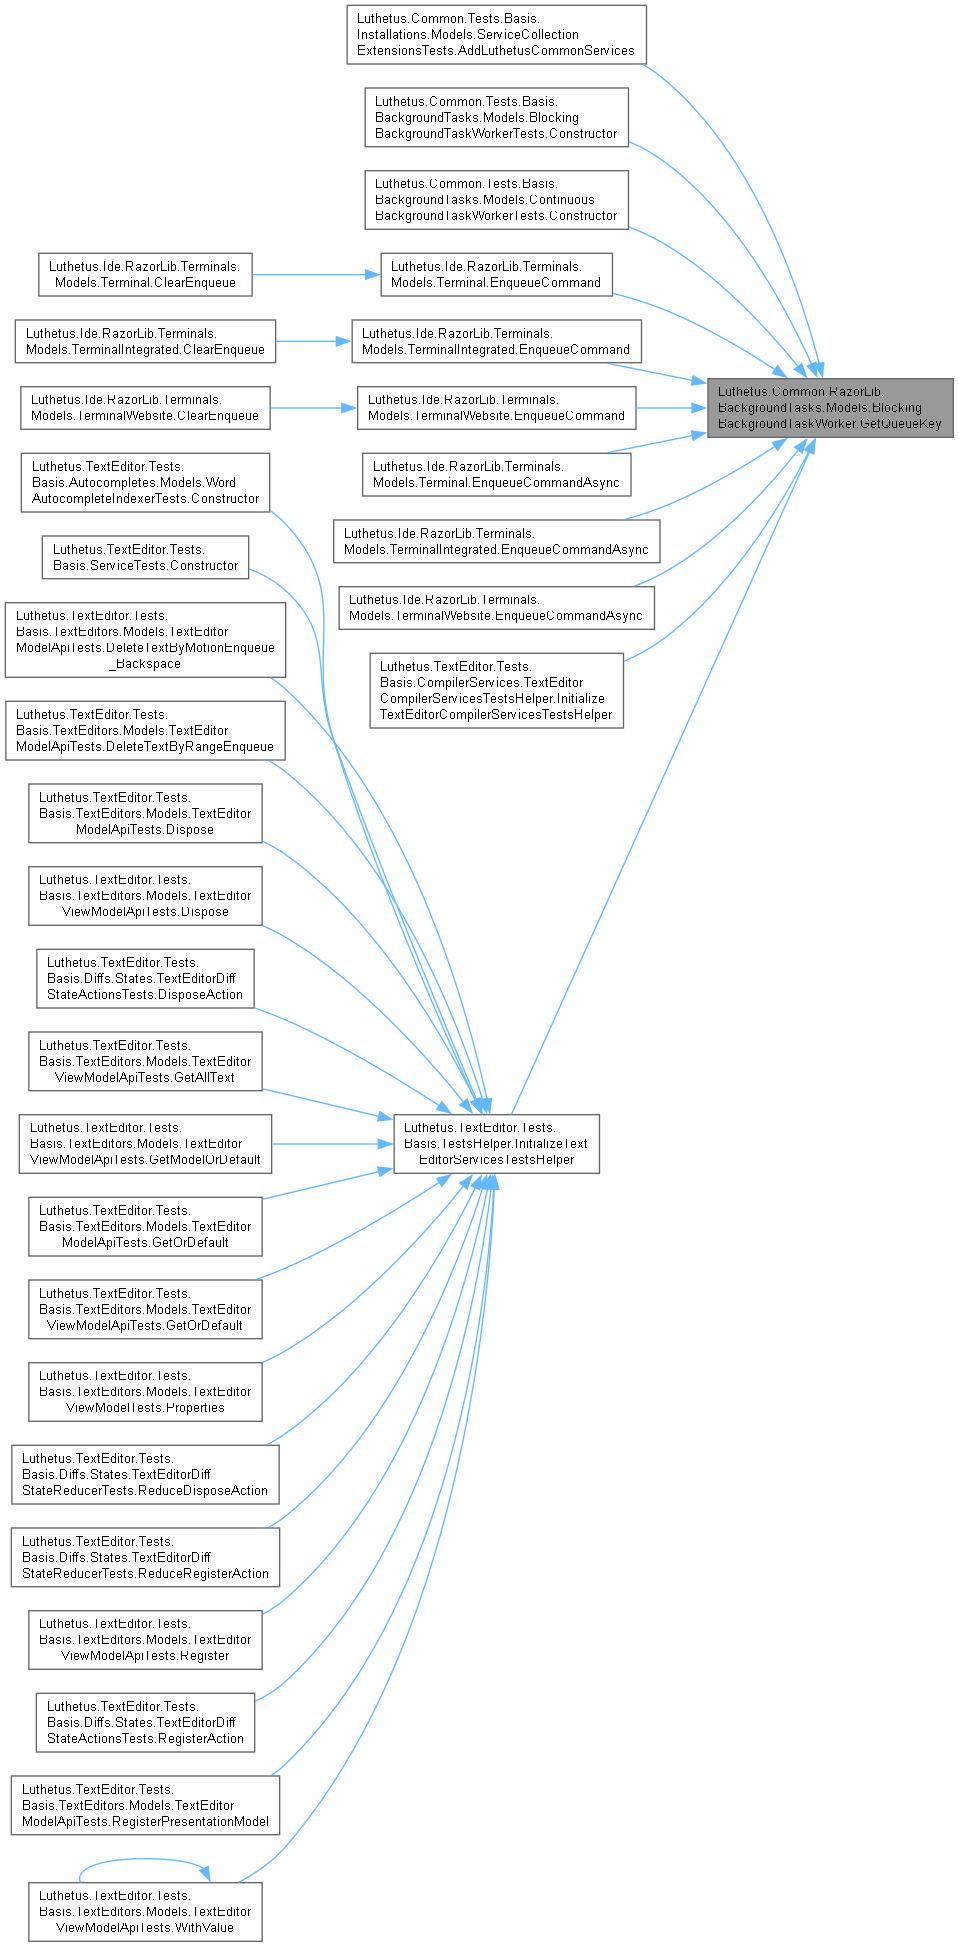 Luthetus.Common.Tests.Basis.
Installations.Models.ServiceCollection
ExtensionsTests.AddLuthetusCommonServices
Luthetus.Common.Tests.Basis.
BackgroundTasks.Models.Blocking
BackgroundTaskWorkerTests.Constructor
Luthetus.Common.Tests.Basis.
BackgroundTasks.Models.Continuous
BackgroundTaskWorkerTests.Constructor
Luthetus.Ide.RazorLib.Terminals.
Models.Terminal.ClearEnqueue
Luthetus.Ide.RazorLib.Terminals.
Models.Terminal.EnqueueCommand
Luthetus.Ide.RazorLib.Terminals.
Models.TerminalIntegrated.ClearEnqueue
Luthetus.Ide.RazorLib.Terminals.
Models.TerminalIntegrated.EnqueueCommand
Luthetus.Ide.RazorLib.Terminals.
Models.TerminalWebsite.ClearEnqueue
Luthetus.Ide.RazorLib.Terminals.
Models.TerminalWebsite.EnqueueCommand
Luthetus.Common.RazorLib.
BackgroundTasks.Models.Blocking
BackgroundTaskWorker.GetQueueKey
Luthetus.Ide.RazorLib.Terminals.
Models.Terminal.EnqueueCommandAsync
Luthetus.Ide.RazorLib.Terminals.
Models.TerminalIntegrated.EnqueueCommandAsync
Luthetus.Ide.RazorLib.Terminals.
Models.TerminalWebsite.EnqueueCommandAsync
Luthetus.TextEditor.Tests.
Basis.CompilerServices.TextEditor
CompilerServicesTestsHelper.Initialize
TextEditorCompilerServicesTestsHelper
Luthetus.TextEditor.Tests.
Basis.Autocompletes.Models.Word
AutocompleteIndexerTests.Constructor
Luthetus.TextEditor.Tests.
Basis.ServiceTests.Constructor
Luthetus.TextEditor.Tests.
Basis.TextEditors.Models.TextEditor
ModelApiTests.DeleteTextByMotionEnqueue
_Backspace
Luthetus.TextEditor.Tests.
Basis.TextEditors.Models.TextEditor
ModelApiTests.DeleteTextByRangeEnqueue
Luthetus.TextEditor.Tests.
Basis.TextEditors.Models.TextEditor
ModelApiTests.Dispose
Luthetus.TextEditor.Tests.
Basis.TextEditors.Models.TextEditor
ViewModelApiTests.Dispose
Luthetus.TextEditor.Tests.
Basis.Diffs.States.TextEditorDiff
StateActionsTests.DisposeAction
Luthetus.TextEditor.Tests.
Basis.TextEditors.Models.TextEditor
ViewModelApiTests.GetAllText
Luthetus.TextEditor.Tests.
Basis.TextEditors.Models.TextEditor
ViewModelApiTests.GetModelOrDefault
Luthetus.TextEditor.Tests.
Basis.TestsHelper.InitializeText
EditorServicesTestsHelper
Luthetus.TextEditor.Tests.
Basis.TextEditors.Models.TextEditor
ModelApiTests.GetOrDefault
Luthetus.TextEditor.Tests.
Basis.TextEditors.Models.TextEditor
ViewModelApiTests.GetOrDefault
Luthetus.TextEditor.Tests.
Basis.TextEditors.Models.TextEditor
ViewModelTests.Properties
Luthetus.TextEditor.Tests.
Basis.Diffs.States.TextEditorDiff
StateReducerTests.ReduceDisposeAction
Luthetus.TextEditor.Tests.
Basis.Diffs.States.TextEditorDiff
StateReducerTests.ReduceRegisterAction
Luthetus.TextEditor.Tests.
Basis.TextEditors.Models.TextEditor
ViewModelApiTests.Register
Luthetus.TextEditor.Tests.
Basis.Diffs.States.TextEditorDiff
StateActionsTests.RegisterAction
Luthetus.TextEditor.Tests.
Basis.TextEditors.Models.TextEditor
ModelApiTests.RegisterPresentationModel
Luthetus.TextEditor.Tests.
Basis.TextEditors.Models.TextEditor
ViewModelApiTests.WithValue